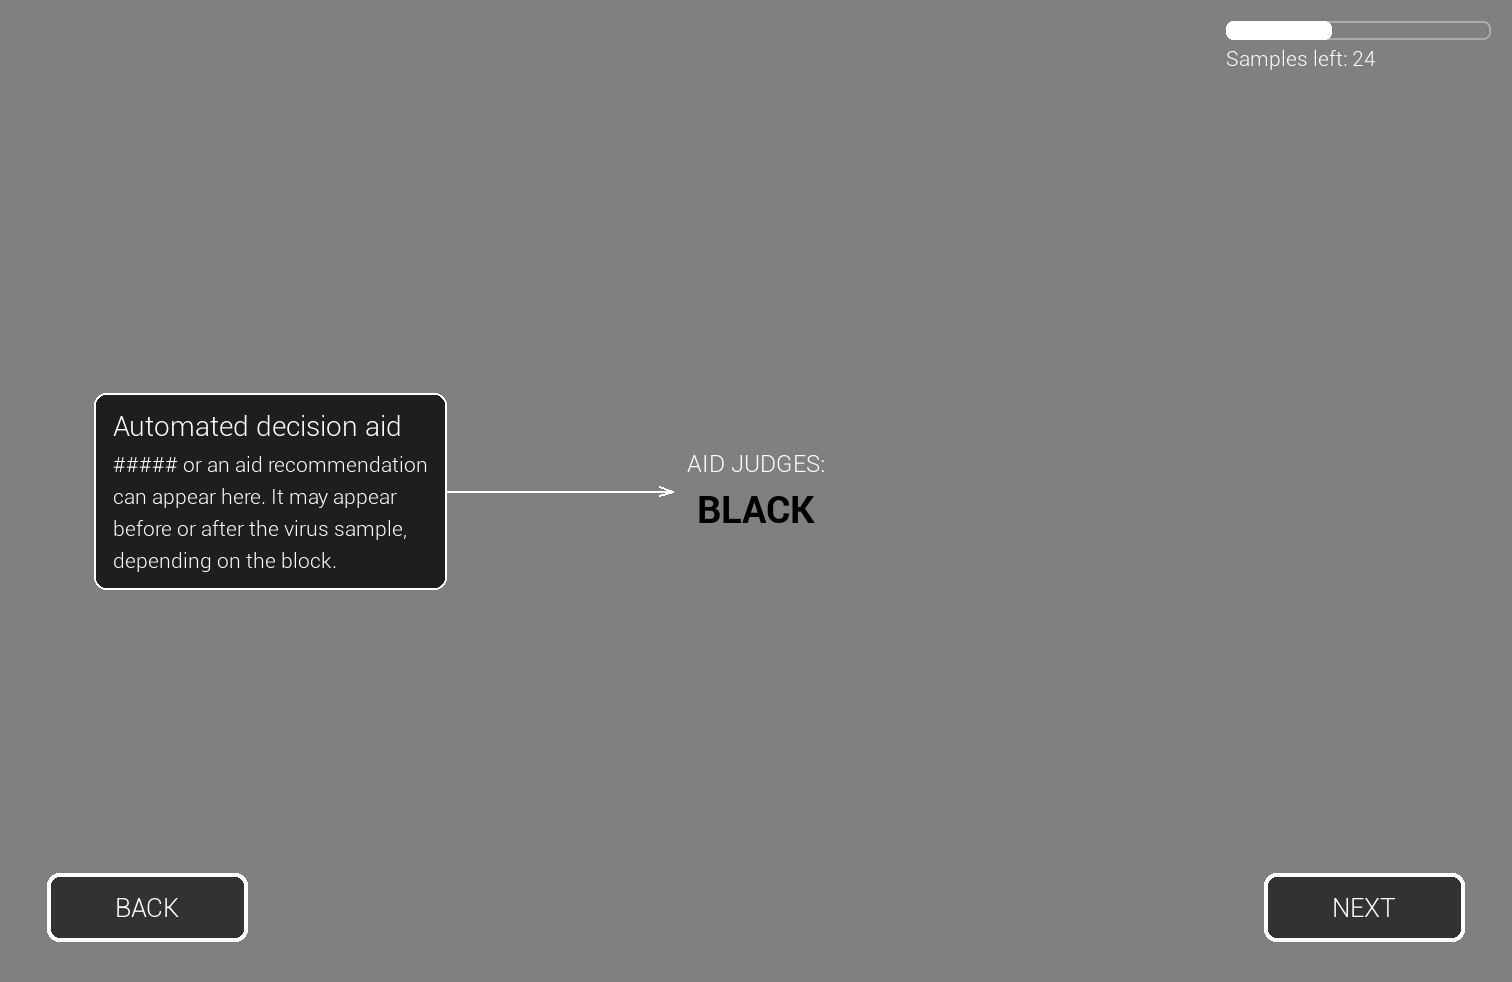 Samples left: 24
Automated decision aid
##### or an aid recommendation
can appear here. It may appear
before or after the virus sample,
depending on the block.
AID JUDGES:
BLACK
BACK
NEXT